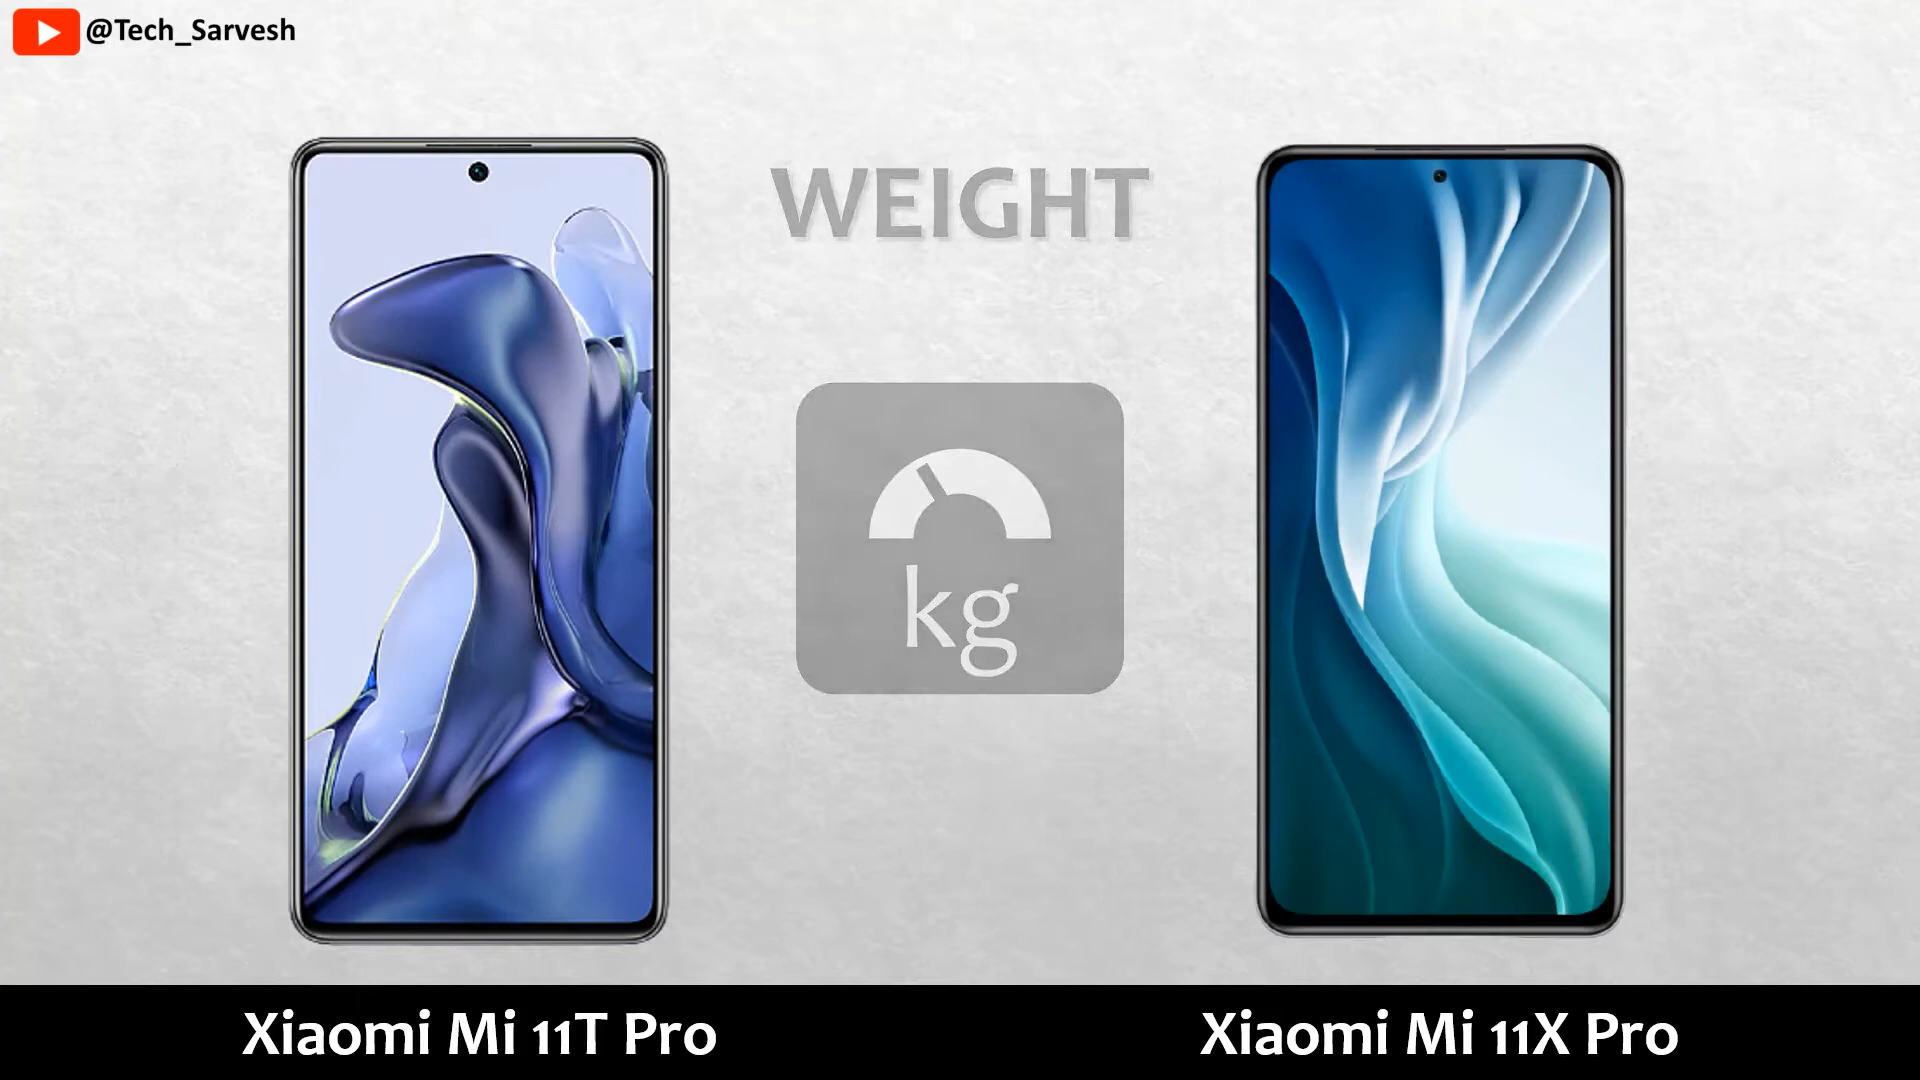 @Tech_Sarvesh
WEIGHT
kg
Xiaomi Mi 11T Pro
Xiaomi Mi 11X Pro